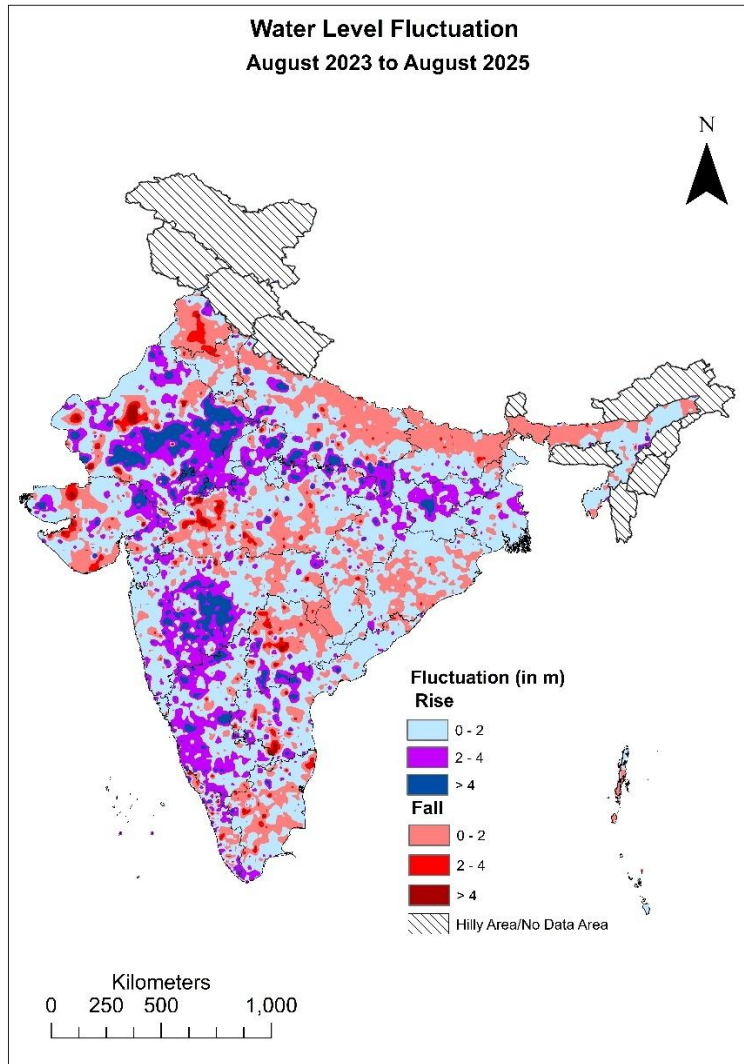 Water Level Fluctuation
August 2023 to August 2025
N
Fluctuation (in m)
Rise
0 - 2
2 - 4
> 4
Fall
0 - 2
2 - 4
> 4
Hilly Area/No Data Area
Kilometers
0 250 500 1,000